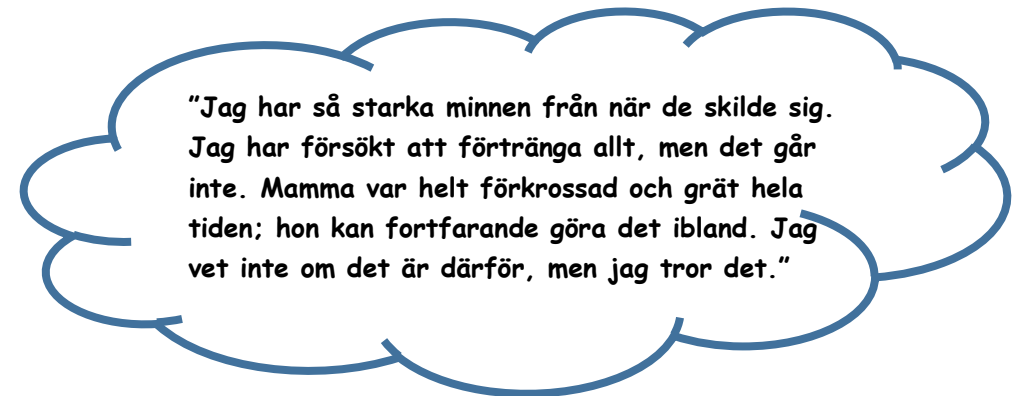 ”Jag har så starka minnen från när de skilde sig.
Jag har försökt att förtränga allt, men det går
inte. Mamma var helt förkrossad och grät hela
tiden; hon kan fortfarande göra det ibland. Jag
vet inte om det är därför, men jag tror det.”